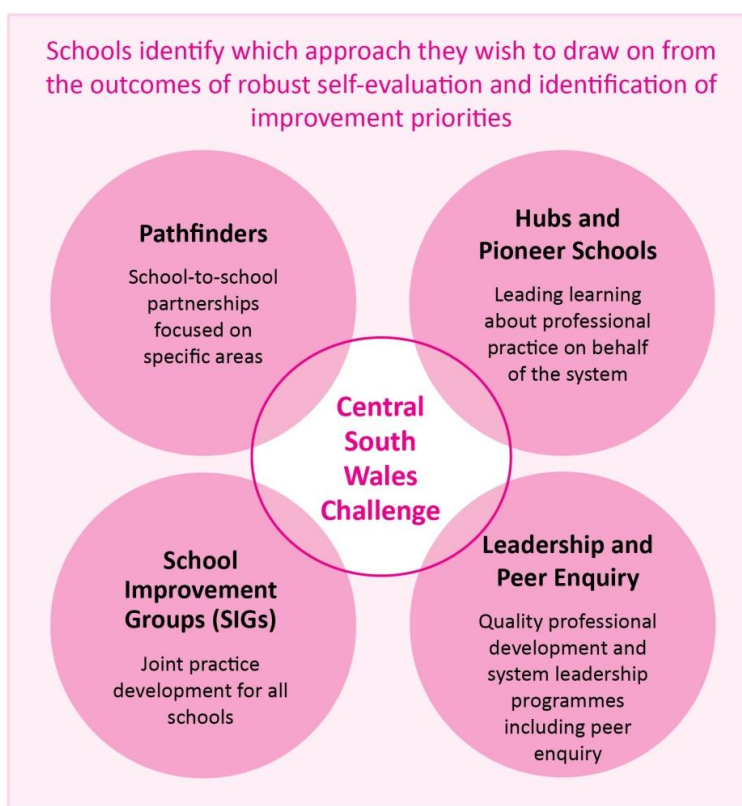 Schools identify which approach they wish to draw on from
the outcomes of robust self-evaluation and identification of
improvement priorities
Pathfinders
School-to-school
partnerships
focused on
specific areas
Hubs and
Pioneer Schools
Leading learning
about professional
practice on behalf
of the system
Central
South
Wales
Challenge
School
Improvement
Groups (SIGs)
Joint practice
development for all
schools
Leadership and
Peer Enquiry
Quality professional
development and
system leadership
programmes
including peer
enquiry